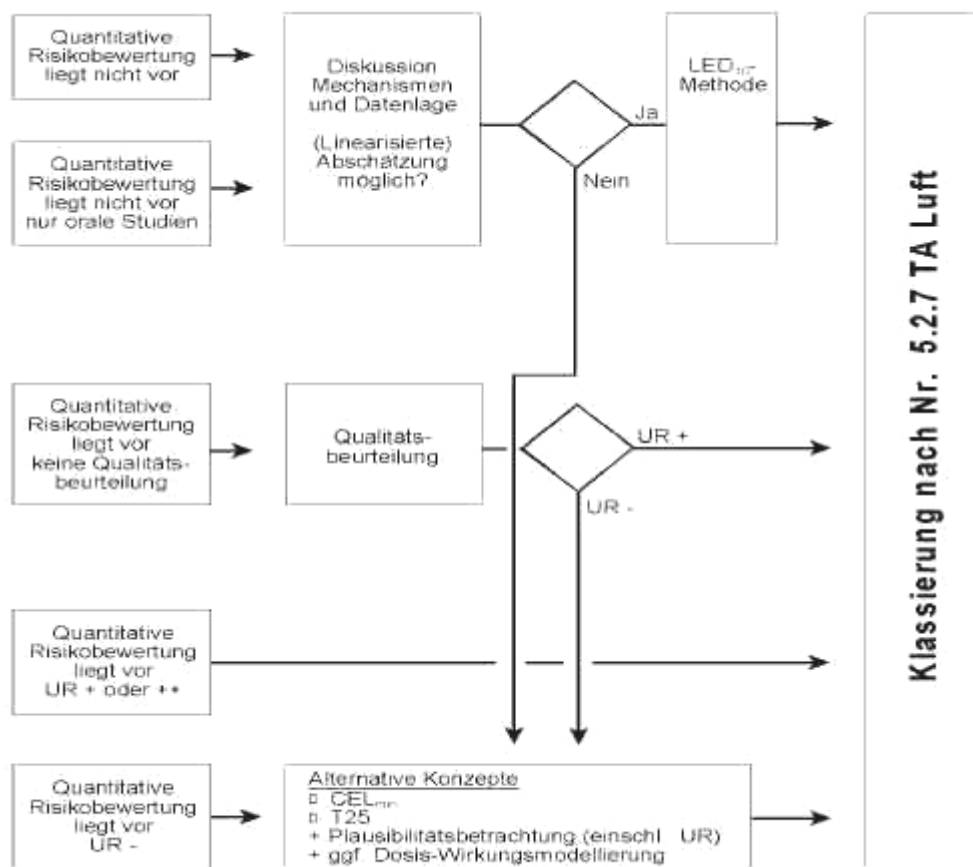 Quantitative
Risikobewertung
liegt nicht vor
Diskussion
Mechanismen
und Datenlage
(Linearisierte)
Abschätzung
möglich?
Ja
Nein
LED₁₀-
Methode
Quantitative
Risikobewertung
liegt nicht vor
nur orale Studien
Quantitative
Risikobewertung
liegt vor
keine Qualitäts-
beurteilung
Qualitäts-
beurteilung
UR +
UR -
Quantitative
Risikobewertung
liegt vor
UR + oder ++
Quantitative
Risikobewertung
liegt vor
UR -
Alternative Konzepte
CELmin
T25
+ Plausibilitätsbetrachtung (einschl UR)
+ ggf. Dosis-Wirkungsmodellierung
Klassierung nach Nr. 5.2.7 TA Luft